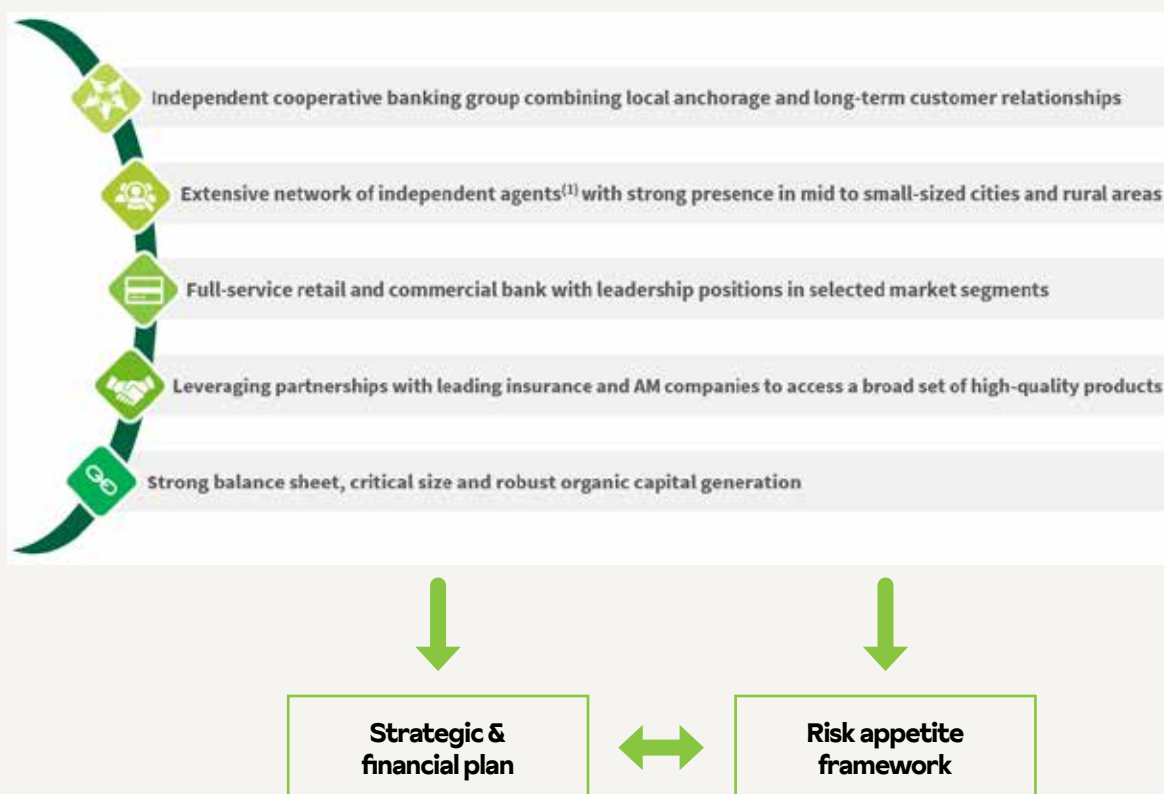 Independent cooperative banking group combining local anchorage and long-term customer relationships
Extensive network of independent agents(1) with strong presence in mid to small-sized cities and rural areas
Full-service retail and commercial bank with leadership positions in selected market segments
Leveraging partnerships with leading insurance and AM companies to access a broad set of high-quality products
Strong balance sheet, critical size and robust organic capital generation
Strategic &
financial plan
Risk appetite
framework